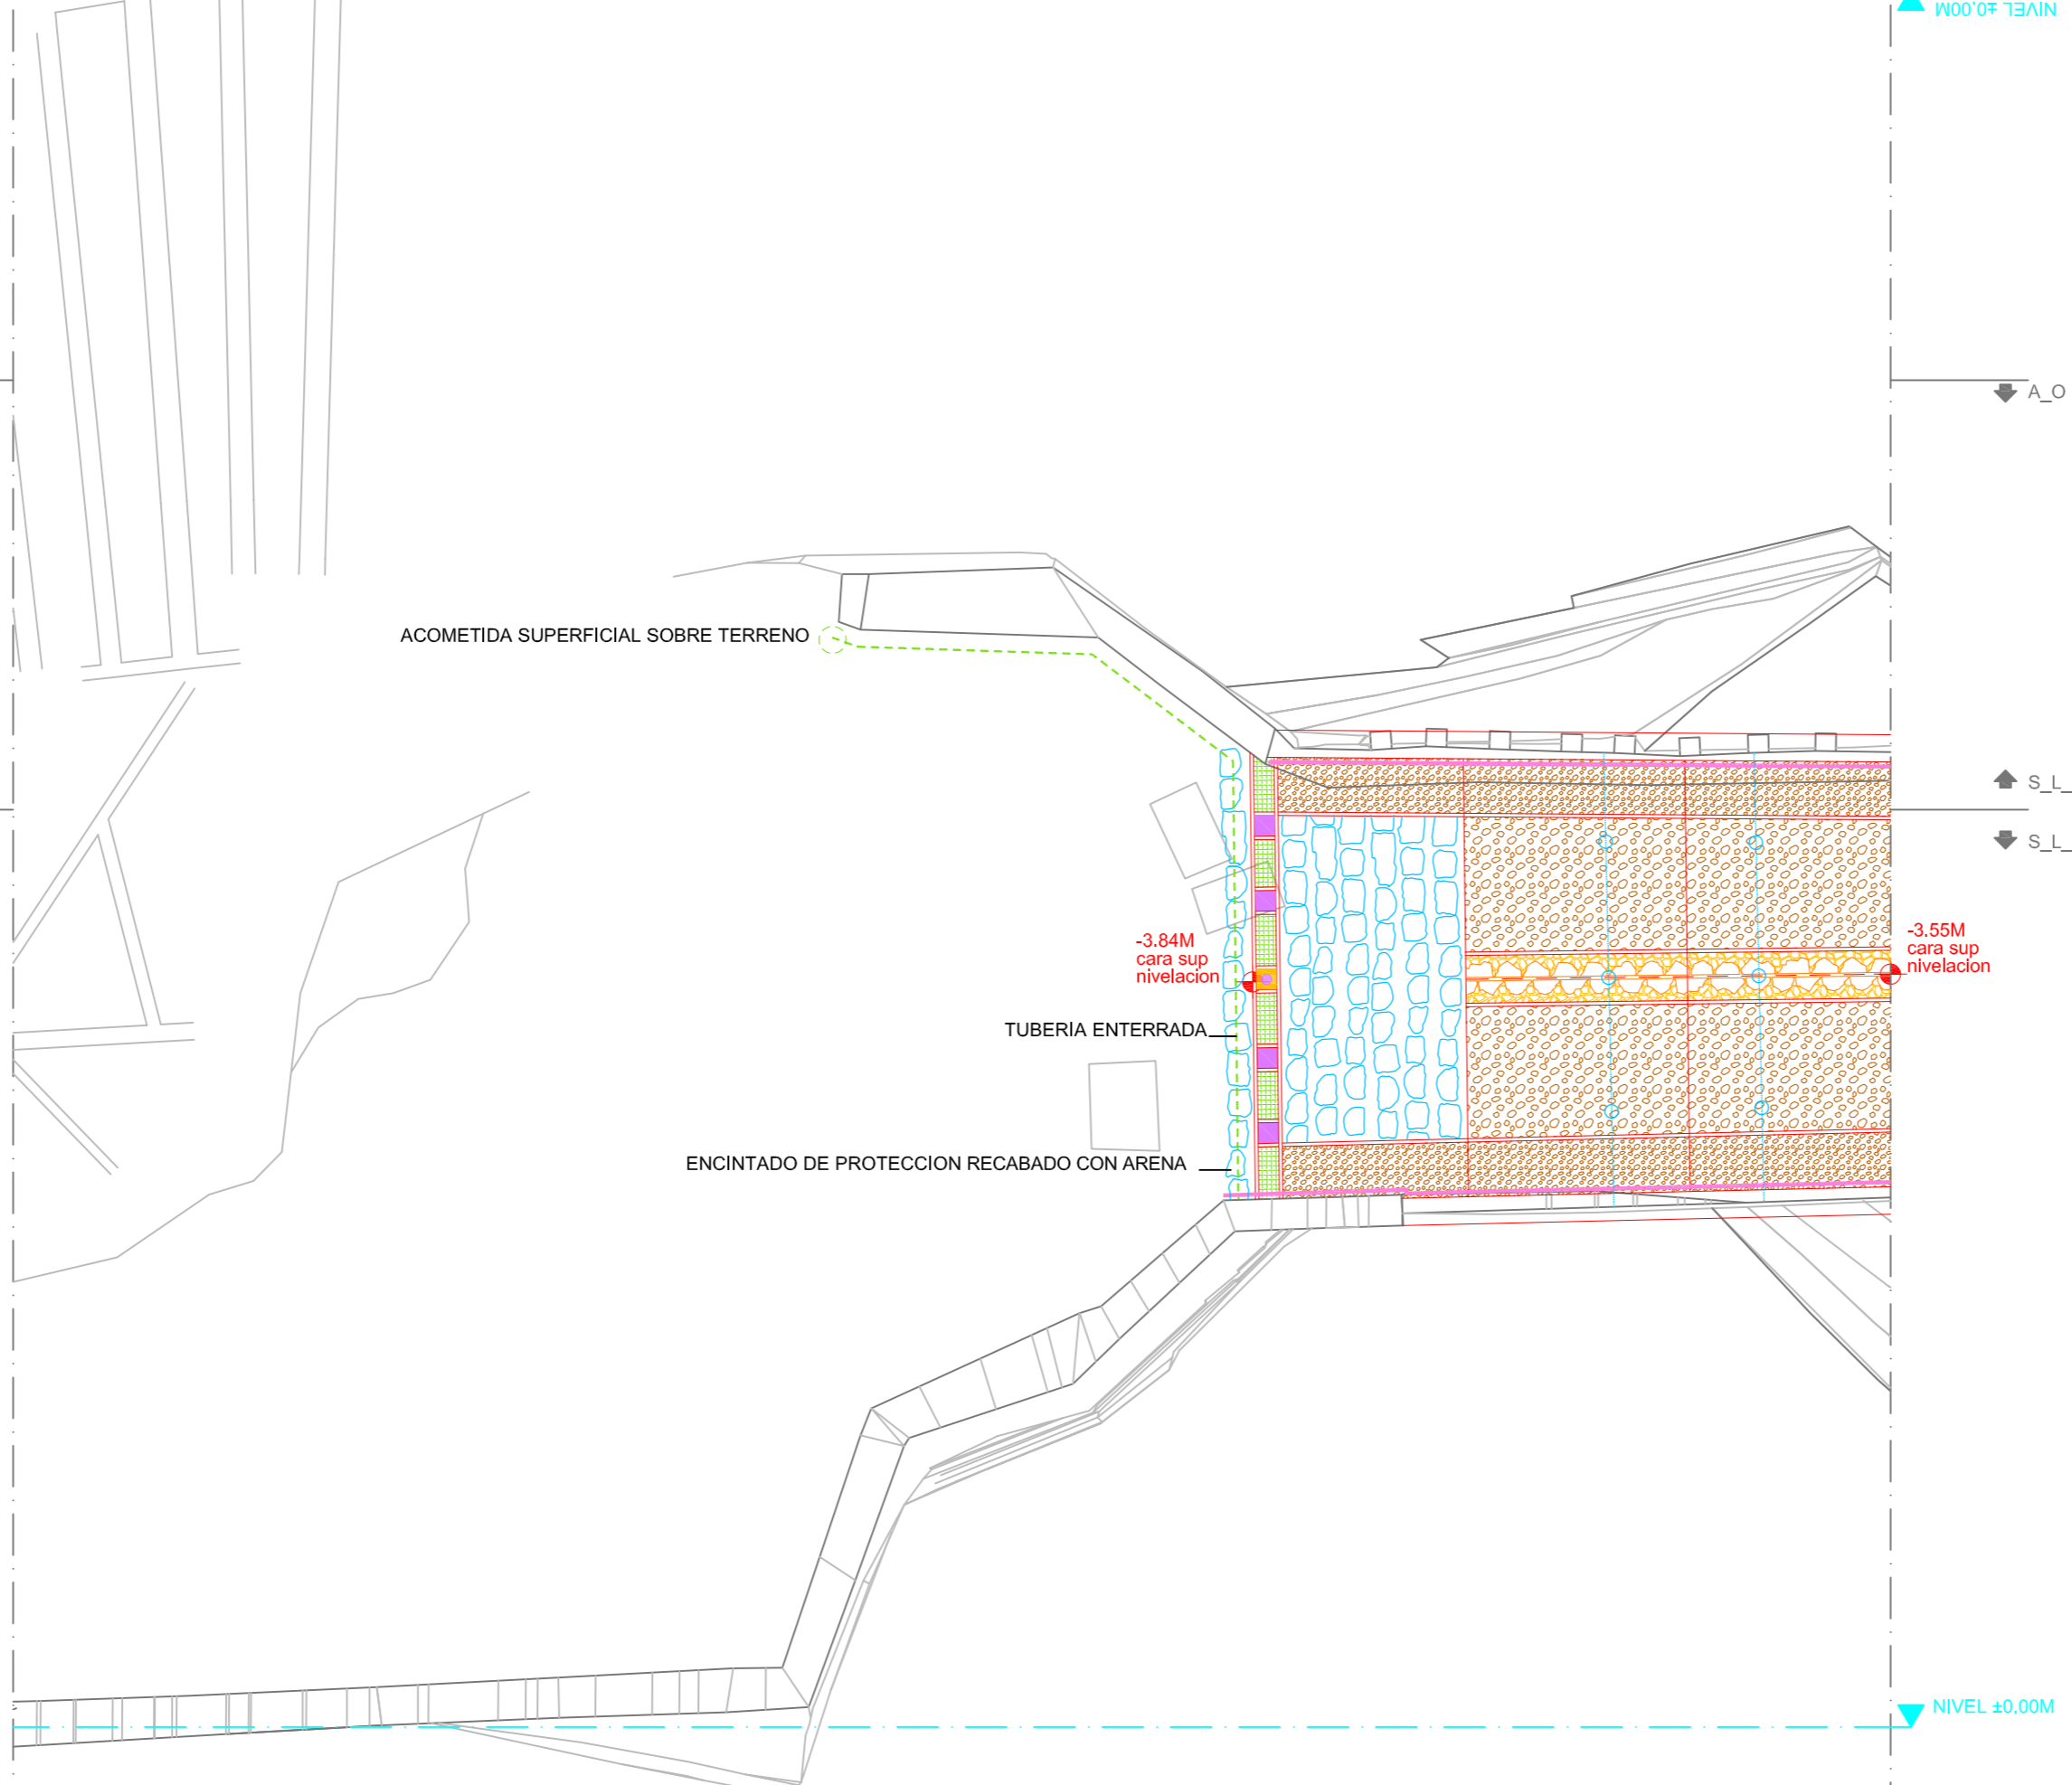 NIVEL ±0.00M
A_O
ACOMETIDA SUPERFICIAL SOBRE TERRENO
S_L_
S_L_
-3.84M
cara sup
nivelacion
-3.55M
cara sup
nivelacion
TUBERÍA ENTERRADA
ENCINTADO DE PROTECCION RECABADO CON ARENA
NIVEL ±0.00M